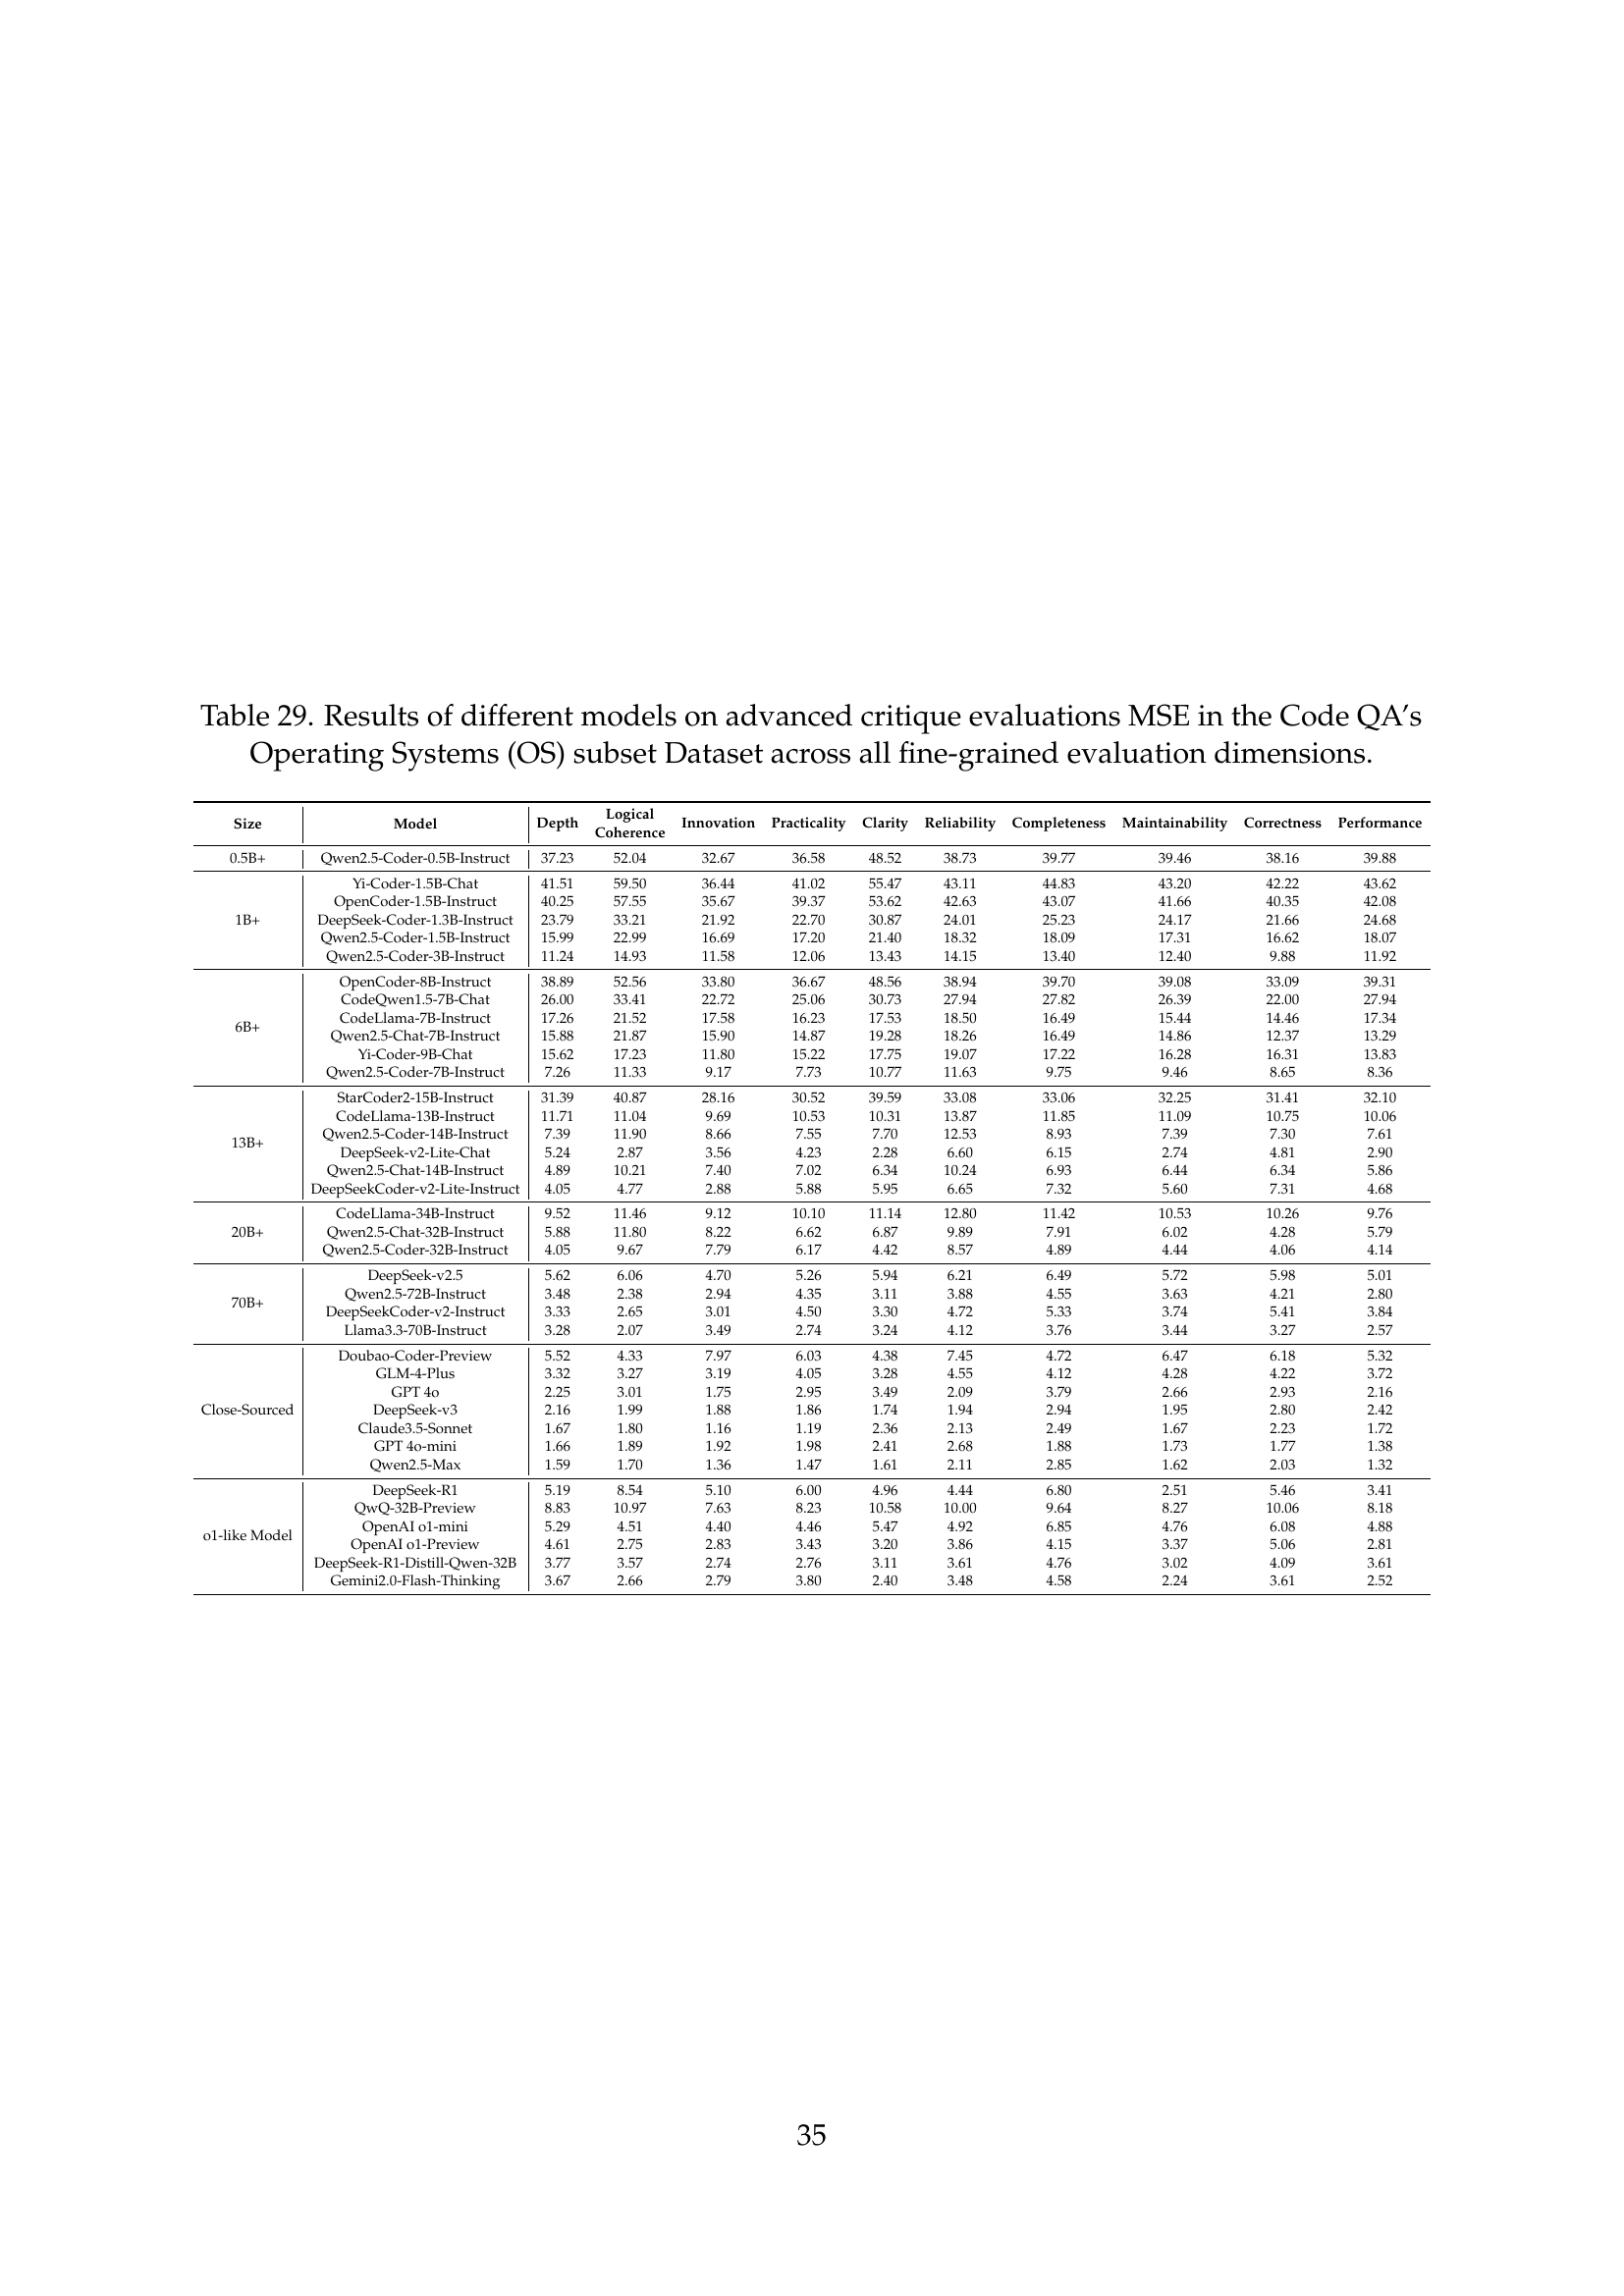 Table 29. Results of different models on advanced critique evaluations MSE in the Code QA's
Operating Systems (OS) subset Dataset across all fine-grained evaluation dimensions.
Size Model Depth Logical Coherence Innovation Practicality Clarity Reliability Completeness Maintainability Correctness Performance
0.5B+ Qwen2.5-Coder-0.5B-Instruct 37.23 52.04 32.67 36.58 48.52 38.73 39.77 39.46 38.16 39.88
1B+
Yi-Coder-1.5B-Chat 41.51 59.50 36.44 41.02 55.47 43.11 44.83 43.20 42.22 43.62
OpenCoder-1.5B-Instruct 40.25 57.55 35.67 39.37 53.62 42.63 43.07 41.66 40.35 42.08
DeepSeek-Coder-1.3B-Instruct 23.79 33.21 21.92 22.70 30.87 24.01 25.23 24.17 21.66 24.68
Qwen2.5-Coder-1.5B-Instruct 15.99 22.99 16.69 17.20 21.40 18.32 18.09 17.31 16.62 18.07
Qwen2.5-Coder-3B-Instruct 11.24 14.93 11.58 12.06 13.43 14.15 13.40 12.40 9.88 11.92
6B+
OpenCoder-8B-Instruct 38.89 52.56 33.80 36.67 48.56 38.94 39.70 39.08 33.09 39.31
CodeQwen1.5-7B-Chat 26.00 33.41 22.72 25.06 30.73 27.94 27.82 26.39 22.00 27.94
CodeLlama-7B-Instruct 17.26 21.52 17.58 16.23 17.53 18.50 16.49 15.44 14.46 17.34
Qwen2.5-Chat-7B-Instruct 15.88 21.87 15.90 14.87 19.28 18.26 16.49 14.86 12.37 13.29
Yi-Coder-9B-Chat 15.62 17.23 11.80 15.22 17.75 19.07 17.22 16.28 16.31 13.83
Qwen2.5-Coder-7B-Instruct 7.26 11.33 9.17 7.73 10.77 11.63 9.75 9.46 8.65 8.36
13B+
StarCoder2-15B-Instruct 31.39 40.87 28.16 30.52 39.59 33.08 33.06 32.25 31.41 32.10
CodeLlama-13B-Instruct 11.71 11.04 9.69 10.53 10.31 13.87 11.85 11.09 10.75 10.06
Qwen2.5-Coder-14B-Instruct 7.39 11.90 8.66 7.55 7.70 12.53 8.93 7.39 7.30 7.61
DeepSeek-v2-Lite-Chat 5.24 2.87 3.56 4.23 2.28 6.60 6.15 2.74 4.81 2.90
Qwen2.5-Chat-14B-Instruct 4.89 10.21 7.40 7.02 6.34 10.24 6.93 6.44 6.34 5.86
DeepSeekCoder-v2-Lite-Instruct 4.05 4.77 2.88 5.88 5.95 6.65 7.32 5.60 7.31 4.68
20B+
CodeLlama-34B-Instruct 9.52 11.46 9.12 10.10 11.14 12.80 11.42 10.53 10.26 9.76
Qwen2.5-Chat-32B-Instruct 5.88 11.80 8.22 6.62 6.87 9.89 7.91 6.02 4.28 5.79
Qwen2.5-Coder-32B-Instruct 4.05 9.67 7.79 6.17 4.42 8.57 4.89 4.44 4.06 4.14
70B+
DeepSeek-v2.5 5.62 6.06 4.70 5.26 5.94 6.21 6.49 5.72 5.98 5.01
Qwen2.5-72B-Instruct 3.48 2.38 2.94 4.35 3.11 3.88 4.55 3.63 4.21 2.80
DeepSeekCoder-v2-Instruct 3.33 2.65 3.01 4.50 3.30 4.72 5.33 3.74 5.41 3.84
Llama3.3-70B-Instruct 3.28 2.07 3.49 2.74 3.24 4.12 3.76 3.44 3.27 2.57
Close-Sourced
Doubao-Coder-Preview 5.52 4.33 7.97 6.03 4.38 7.45 4.72 6.47 6.18 5.32
GLM-4-Plus 3.32 3.27 3.19 4.05 3.28 4.55 4.12 4.28 4.22 3.72
GPT 4o 2.25 3.01 1.75 2.95 3.49 2.09 3.79 2.66 2.93 2.16
DeepSeek-v3 2.16 1.99 1.88 1.86 1.74 1.94 2.94 1.95 2.80 2.42
Claude3.5-Sonnet 1.67 1.80 1.16 1.19 2.36 2.13 2.49 1.67 2.23 1.72
GPT 4o-mini 1.66 1.89 1.92 1.98 2.41 2.68 1.88 1.73 1.77 1.38
Qwen2.5-Max 1.59 1.70 1.36 1.47 1.61 2.11 2.85 1.62 2.03 1.32
o1-like Model
DeepSeek-R1 5.19 8.54 5.10 6.00 4.96 4.44 6.80 2.51 5.46 3.41
QwQ-32B-Preview 8.83 10.97 7.63 8.23 10.58 10.00 9.64 8.27 10.06 8.18
OpenAI o1-mini 5.29 4.51 4.40 4.46 5.47 4.92 6.85 4.76 6.08 4.88
OpenAI o1-Preview 4.61 2.75 2.83 3.43 3.20 3.86 4.15 3.37 5.06 2.81
DeepSeek-R1-Distill-Qwen-32B 3.77 3.57 2.74 2.76 3.11 3.61 4.76 3.02 4.09 3.61
Gemini2.0-Flash-Thinking 3.67 2.66 2.79 3.80 2.40 3.48 4.58 2.24 3.61 2.52
35